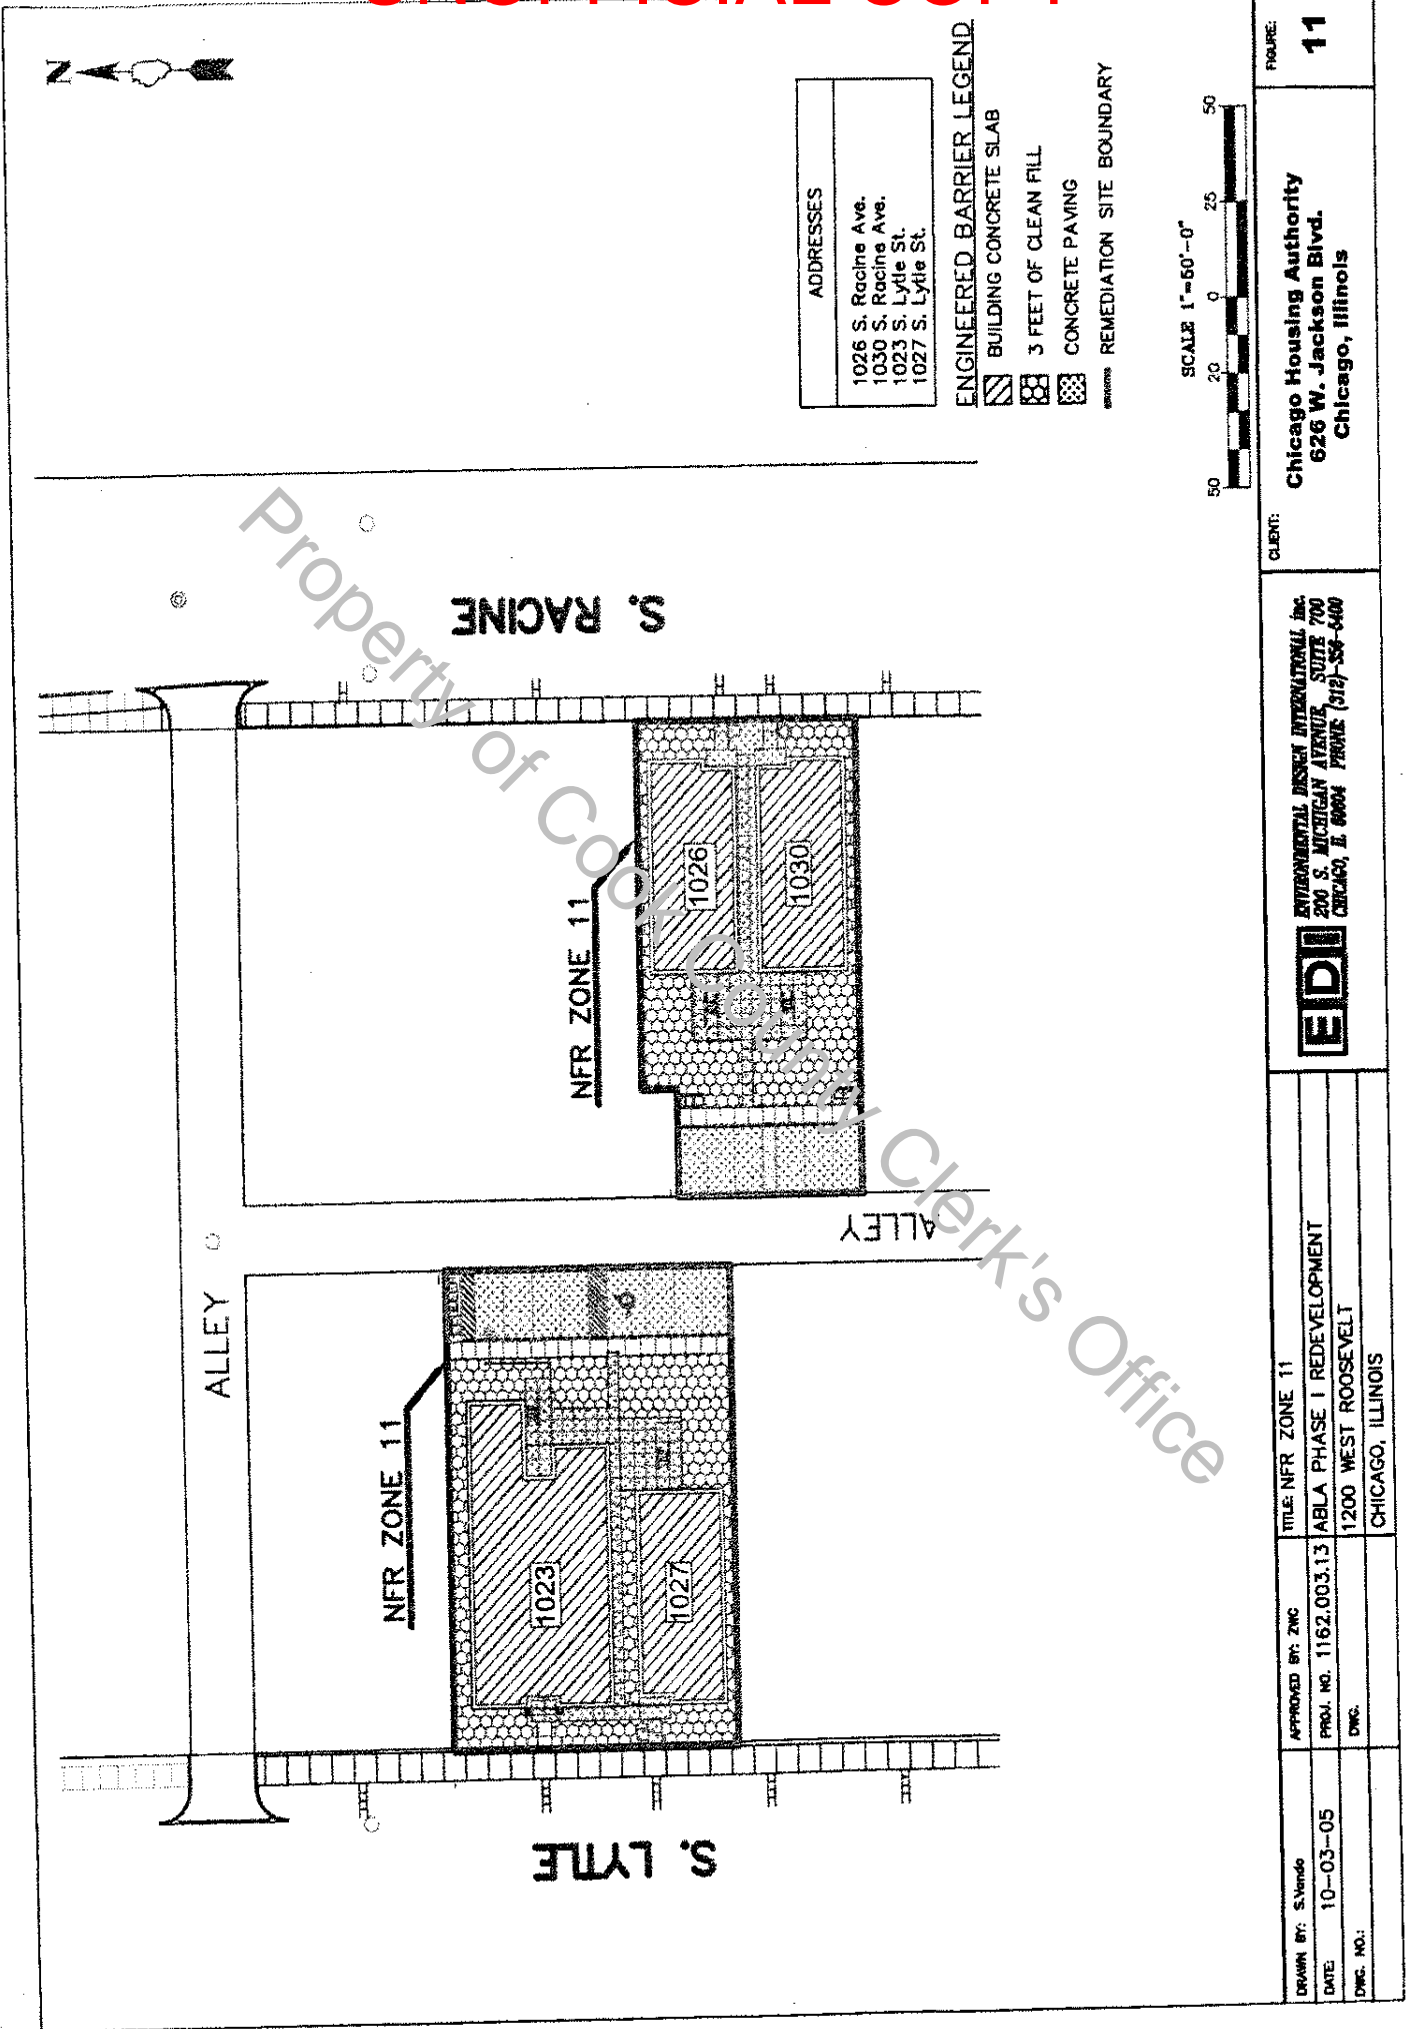 UNOFFICIAL COPY
N
ADDRESSES
1026 S. Racine Ave.
1030 S. Racine Ave.
1023 S. Lytle St.
1027 S. Lytle St.
ENGINEERED BARRIER LEGEND
BUILDING CONCRETE SLAB
3 FEET OF CLEAN FILL
CONCRETE PAVING
REMEDIATION SITE BOUNDARY
SCALE 1"=50'-0"
50 20 0 25 50
S. RACINE
NFR ZONE 11
1026
1030
ALLEY
ALLEY
NFR ZONE 11
1023
1027
S. LYTLE
Property of Cook County Clerk's Office
DRAWN BY: S.Vondo
DATE: 10-03-05
DWG. NO.:
APPROVED BY: ZWC
PROJ. NO. 1162.003.13
DWG.
TITLE: NFR ZONE 11
ABLA PHASE I REDEVELOPMENT
1200 WEST ROOSEVELT
CHICAGO, ILLINOIS
EDI
ENVIRONMENTAL DESIGN INTERNATIONAL inc.
200 S. MICHIGAN AVENUE, SUITE 700
CHICAGO, IL 60604 PHONE (312)-356-5400
CLIENT:
Chicago Housing Authority
626 W. Jackson Blvd.
Chicago, Illinois
FIGURE:
11